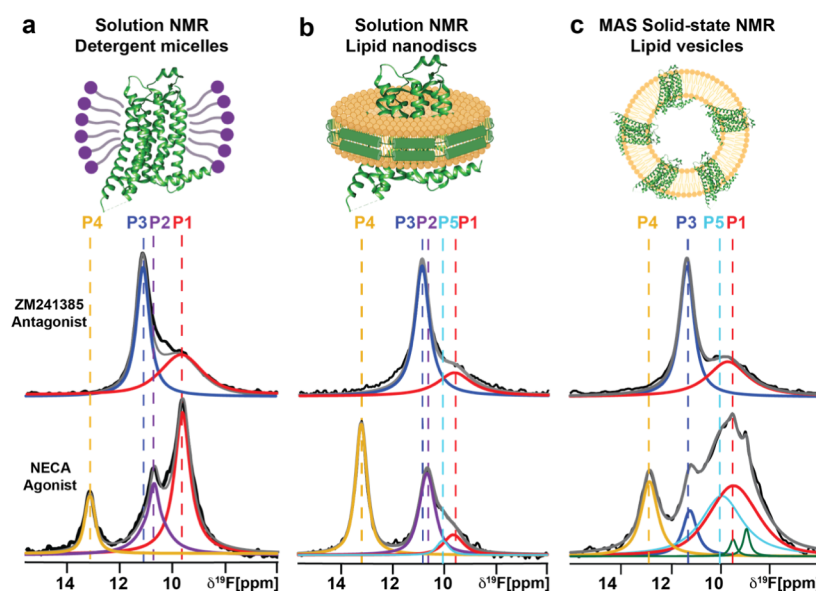 a
Solution NMR
Detergent micelles
b
Solution NMR
Lipid nanodiscs
c
MAS Solid-state NMR
Lipid vesicles
P4 P3 P2 P1
P4 P3 P2 P5 P1
P4 P3 P5 P1
ZM241385
Antagonist
NECA
Agonist
14 12 10 δ¹⁹F[ppm]
14 12 10 δ¹⁹F[ppm]
14 12 10 δ¹⁹F[ppm]